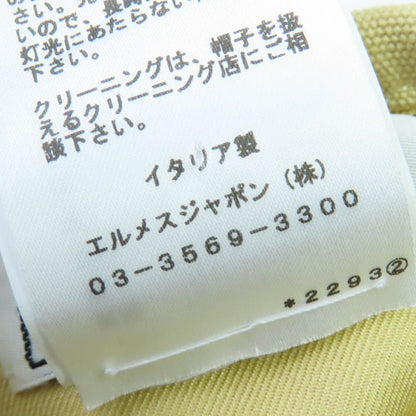 さい。
いので、
灯光にあたらない
下さい。
クリーニングは、帽子を扱
えるクリーニング店にご相
談下さい。
イタリア製
エルメスジャポン(株)
03-3569-3300
*2293②